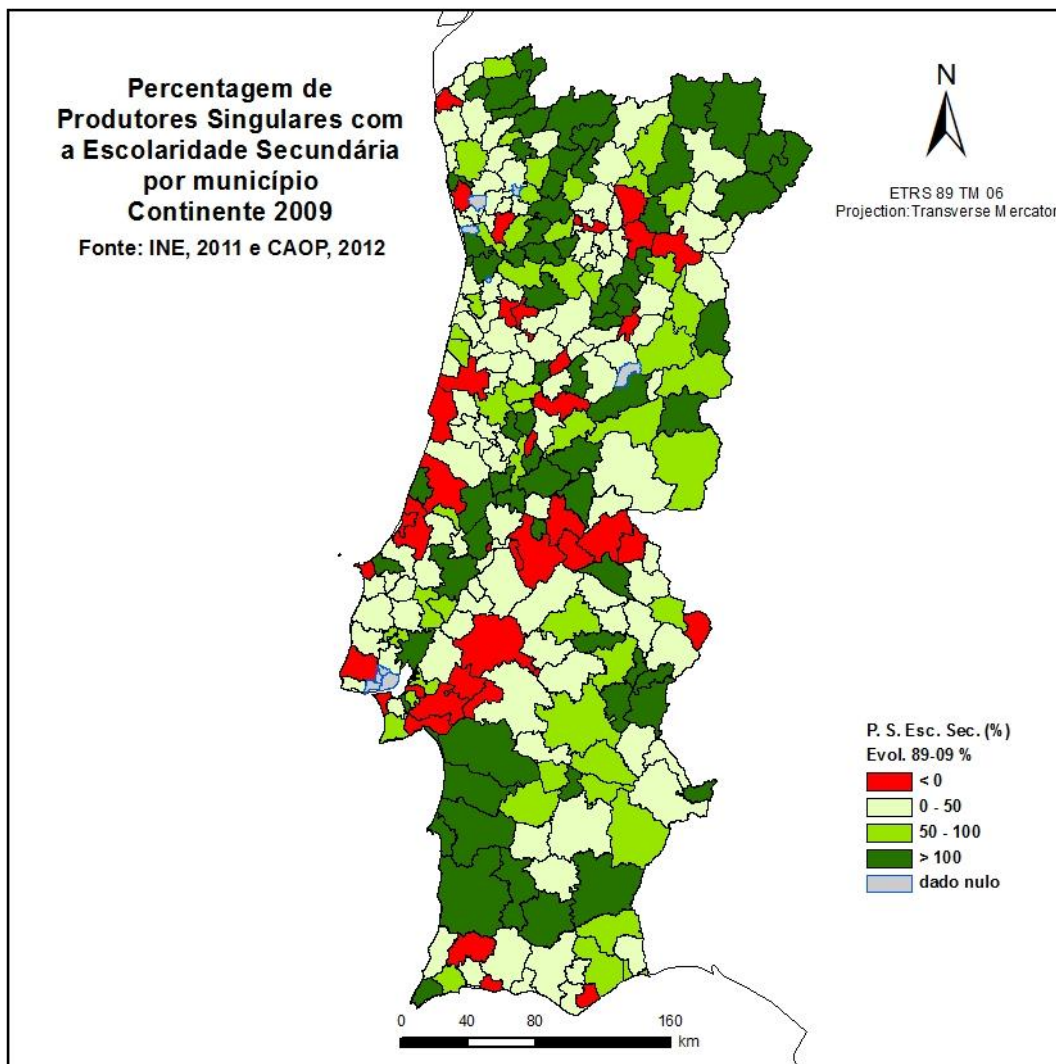 Percentagem de
Produtores Singulares com
a Escolaridade Secundária
por município
Continente 2009
Fonte: INE, 2011 e CAOP, 2012
N
ETRS 89 TM 06
Projection: Transverse Mercator
P. S. Esc. Sec. (%)
Evol. 89-09 %
< 0
0 - 50
50 - 100
> 100
dado nulo
0 40 80 160
km